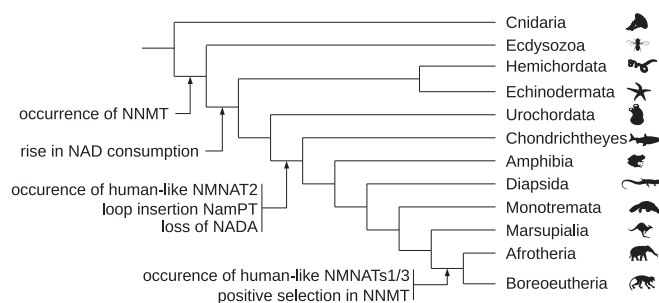 Cnidaria
Ecdysozoa
Hemichordata
Echinodermata
occurrence of NNMT
Urochordata
Chondrichtheyes
rise in NAD consumption
Amphibia
Diapsida
occurence of human-like NMNAT2
loop insertion NamPT
loss of NADA
Monotremata
Marsupialia
Afrotheria
occurence of human-like NMNATs1/3
positive selection in NNMT
Boreoeutheria